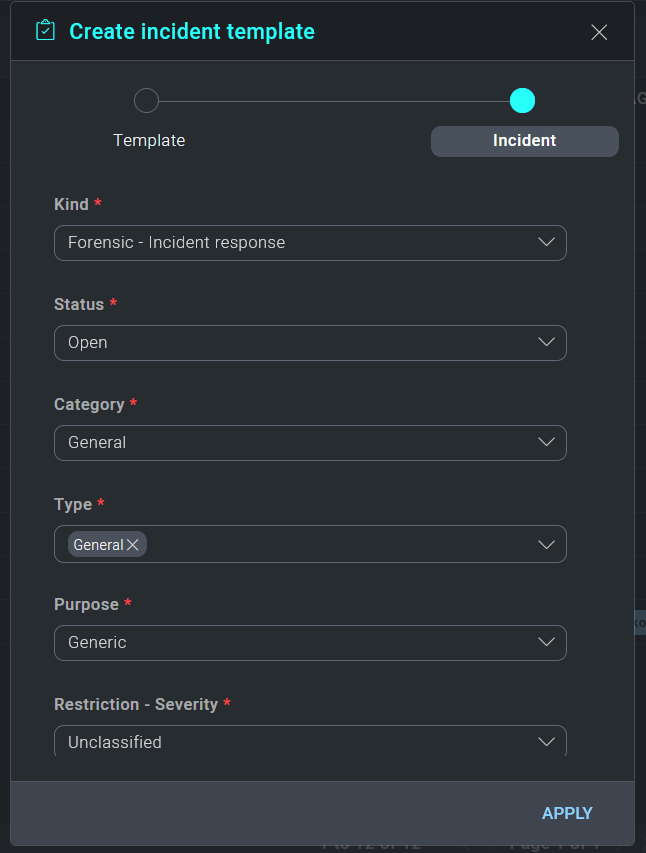 Create incident template
Template
Incident
Kind *
Forensic - Incident response
Status *
Open
Category *
General
Type *
General
Purpose *
Generic
Restriction - Severity *
Unclassified
APPLY